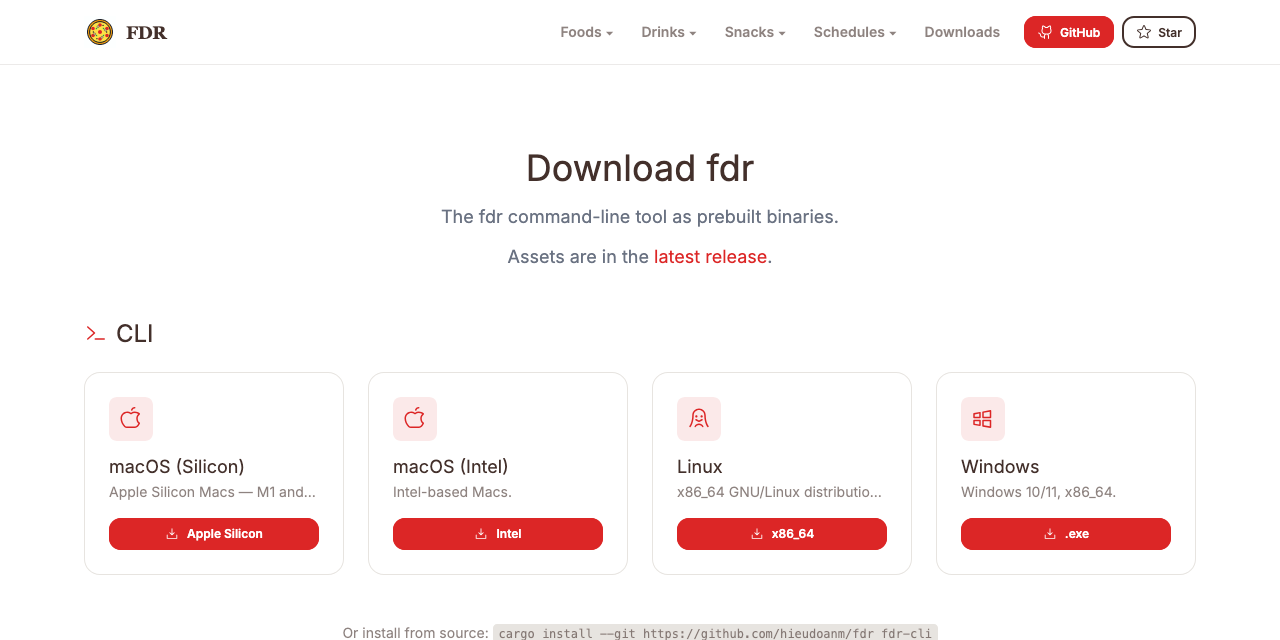 FDR
Foods Drinks Snacks Schedules Downloads GitHub Star
Download fdr
The fdr command-line tool as prebuilt binaries.
Assets are in the latest release.
CLI
macOS (Silicon)
Apple Silicon Macs — M1 and...
Apple Silicon
macOS (Intel)
Intel-based Macs.
Intel
Linux
x86_64 GNU/Linux distributio...
x86_64
Windows
Windows 10/11, x86_64.
.exe
Or install from source: cargo install --git https://github.com/hieudoanm/fdr fdr-cli